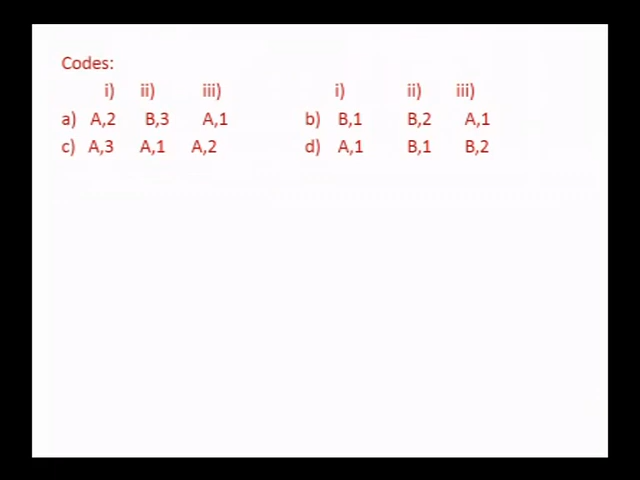 Codes:
i) ii) iii) i) ii) iii)
a) A,2 B,3 A,1 b) B,1 B,2 A,1
c) A,3 A,1 A,2 d) A,1 B,1 B,2